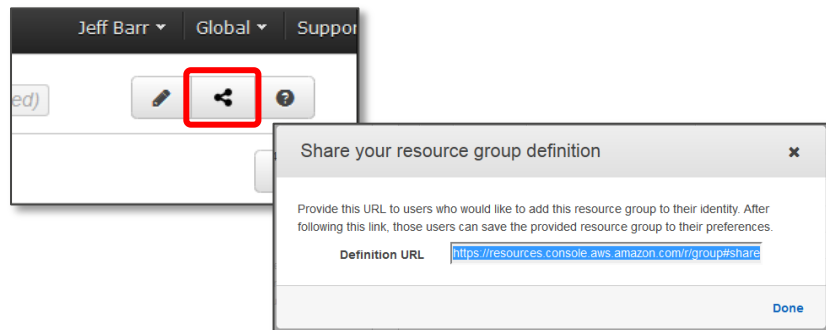 Jeff Barr Global Suppor
ed)
Share your resource group definition
Provide this URL to users who would like to add this resource group to their identity. After
following this link, those users can save the provided resource group to their preferences.
Definition URL https://resources.console.aws.amazon.com/r/group#share
Done